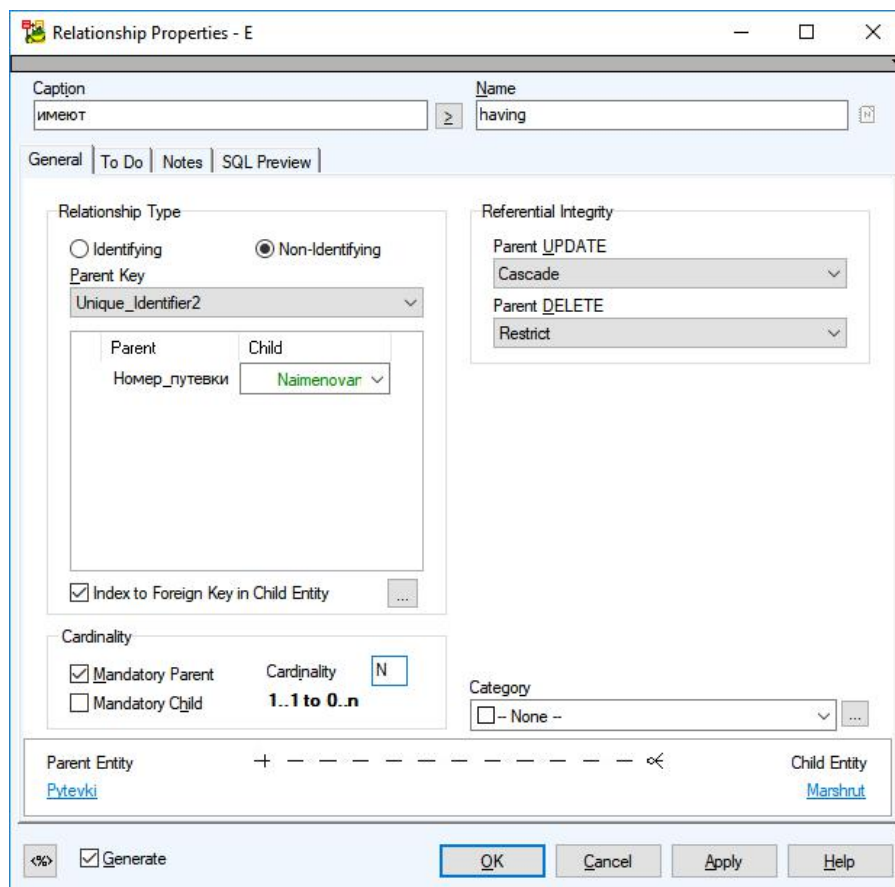 Relationship Properties - E
Caption Name
имеют ≥ having
General To Do Notes SQL Preview
Relationship Type Referential Integrity
Identifying Non-Identifying Parent UPDATE
Parent Key Cascade
Unique_Identifier2 Parent DELETE
Restrict
Parent Child
Номер_путевки Naimenovar
Index to Foreign Key in Child Entity ...
Cardinality
Mandatory Parent Cardinality N
Mandatory Child 1..1 to 0..n
Category
-- None -- ...
Parent Entity Child Entity
Pytevki Marshrut
<%> Generate OK Cancel Apply Help